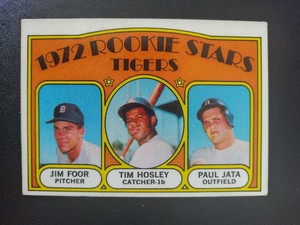 1972 ROOKIE STARS
TIGERS
JIM FOOR
PITCHER
TIM HOSLEY
CATCHER-1b
PAUL JATA
OUTFIELD